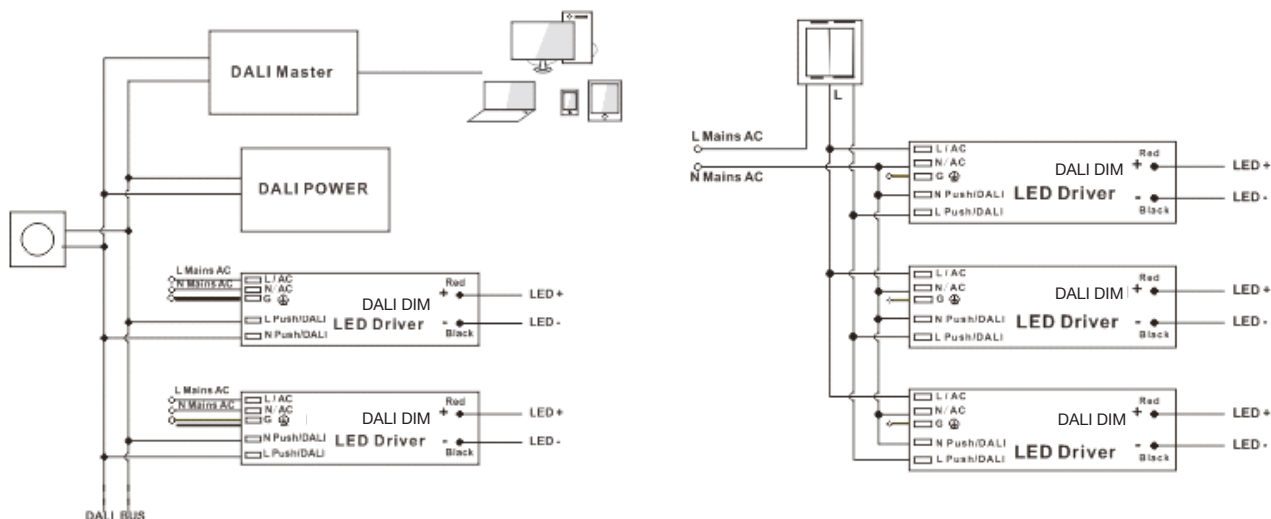 DALI Master
DALI POWER
L Mains AC
N Mains AC
L / AC
N/AC
G
L Push/DALI
N Push/DALI
DALI DIM
LED Driver
Red
+
-
Black
LED +
LED -
L Mains AC
N Mains AC
L / AC
N/ AC
G
N Push/DALI
L Push/DALI
DALI DIM
LED Driver
Red
+
-
Black
LED +
LED -
DALI BUS
L
L Mains AC
N Mains AC
L / AC
N/AC
G
N Push/DALI
L Push/DALI
DALI DIM
LED Driver
Red
+
-
Black
LED +
LED -
L / AC
N/ AC
G
N Push/DALI
L Push/DALI
DALI DIM
LED Driver
Red
+
-
Black
LED +
LED -
L / AC
N/ AC
G
N Push/DALI
L Push/DALI
DALI DIM
LED Driver
Red
+
-
Black
LED +
LED -